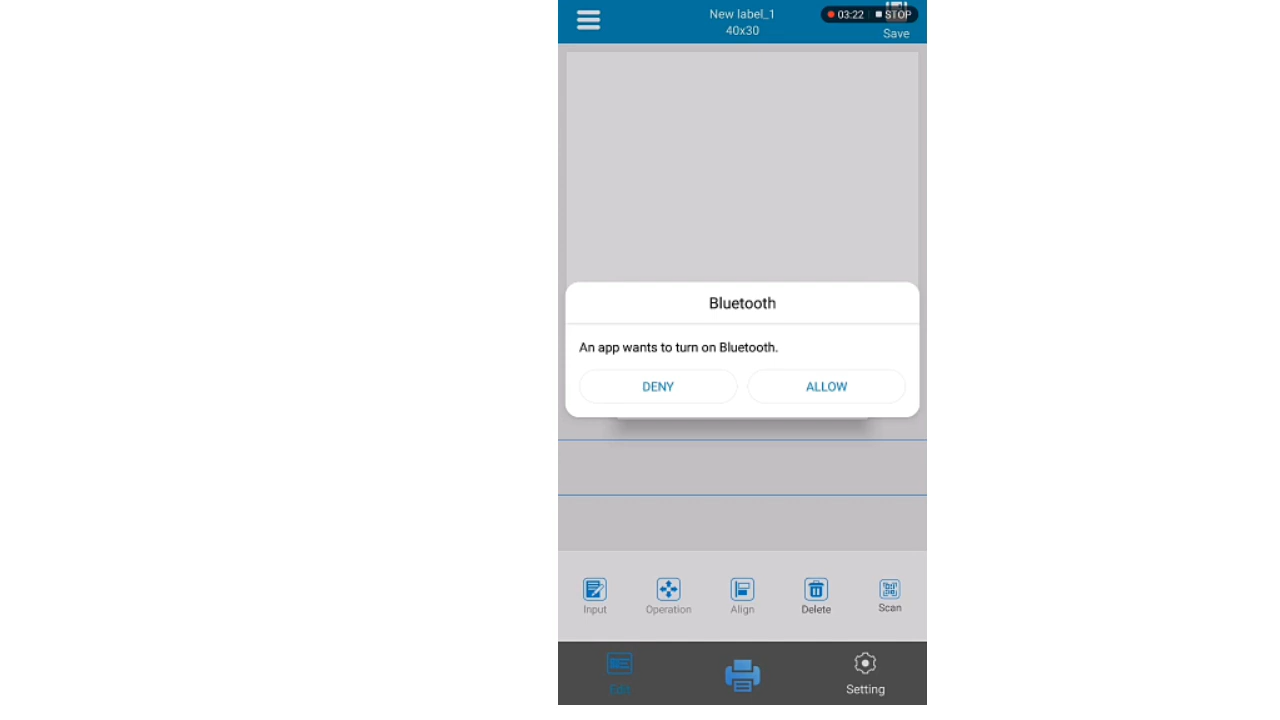 New label_1
40x30
03:22 STOP
Save
Bluetooth
An app wants to turn on Bluetooth.
DENY ALLOW
Input Operation Align Delete Scan
Edit Setting